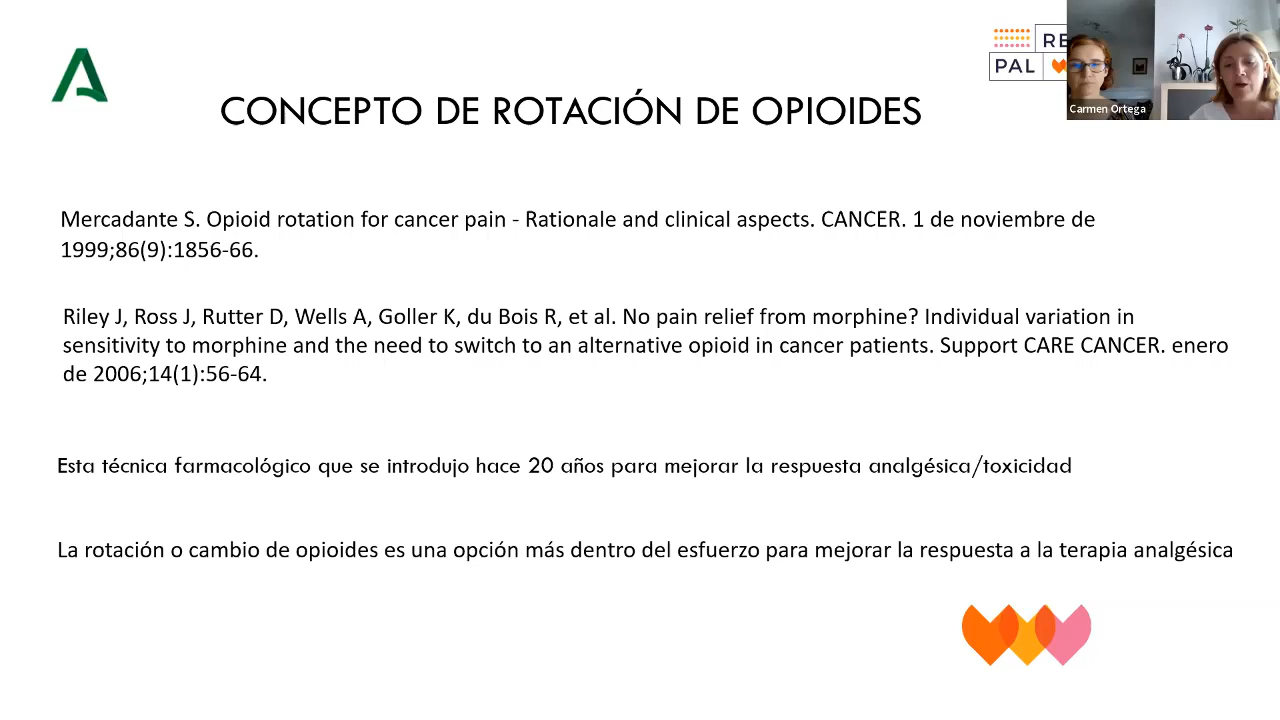 RE
PAL
Carmen Ortega
CONCEPTO DE ROTACIÓN DE OPIOIDES
Mercadante S. Opioid rotation for cancer pain - Rationale and clinical aspects. CANCER. 1 de noviembre de
1999;86(9):1856-66.
Riley J, Ross J, Rutter D, Wells A, Goller K, du Bois R, et al. No pain relief from morphine? Individual variation in
sensitivity to morphine and the need to switch to an alternative opioid in cancer patients. Support CARE CANCER. enero
de 2006;14(1):56-64.
Esta técnica farmacológico que se introdujo hace 20 años para mejorar la respuesta analgésica/toxicidad
La rotación o cambio de opioides es una opción más dentro del esfuerzo para mejorar la respuesta a la terapia analgésica